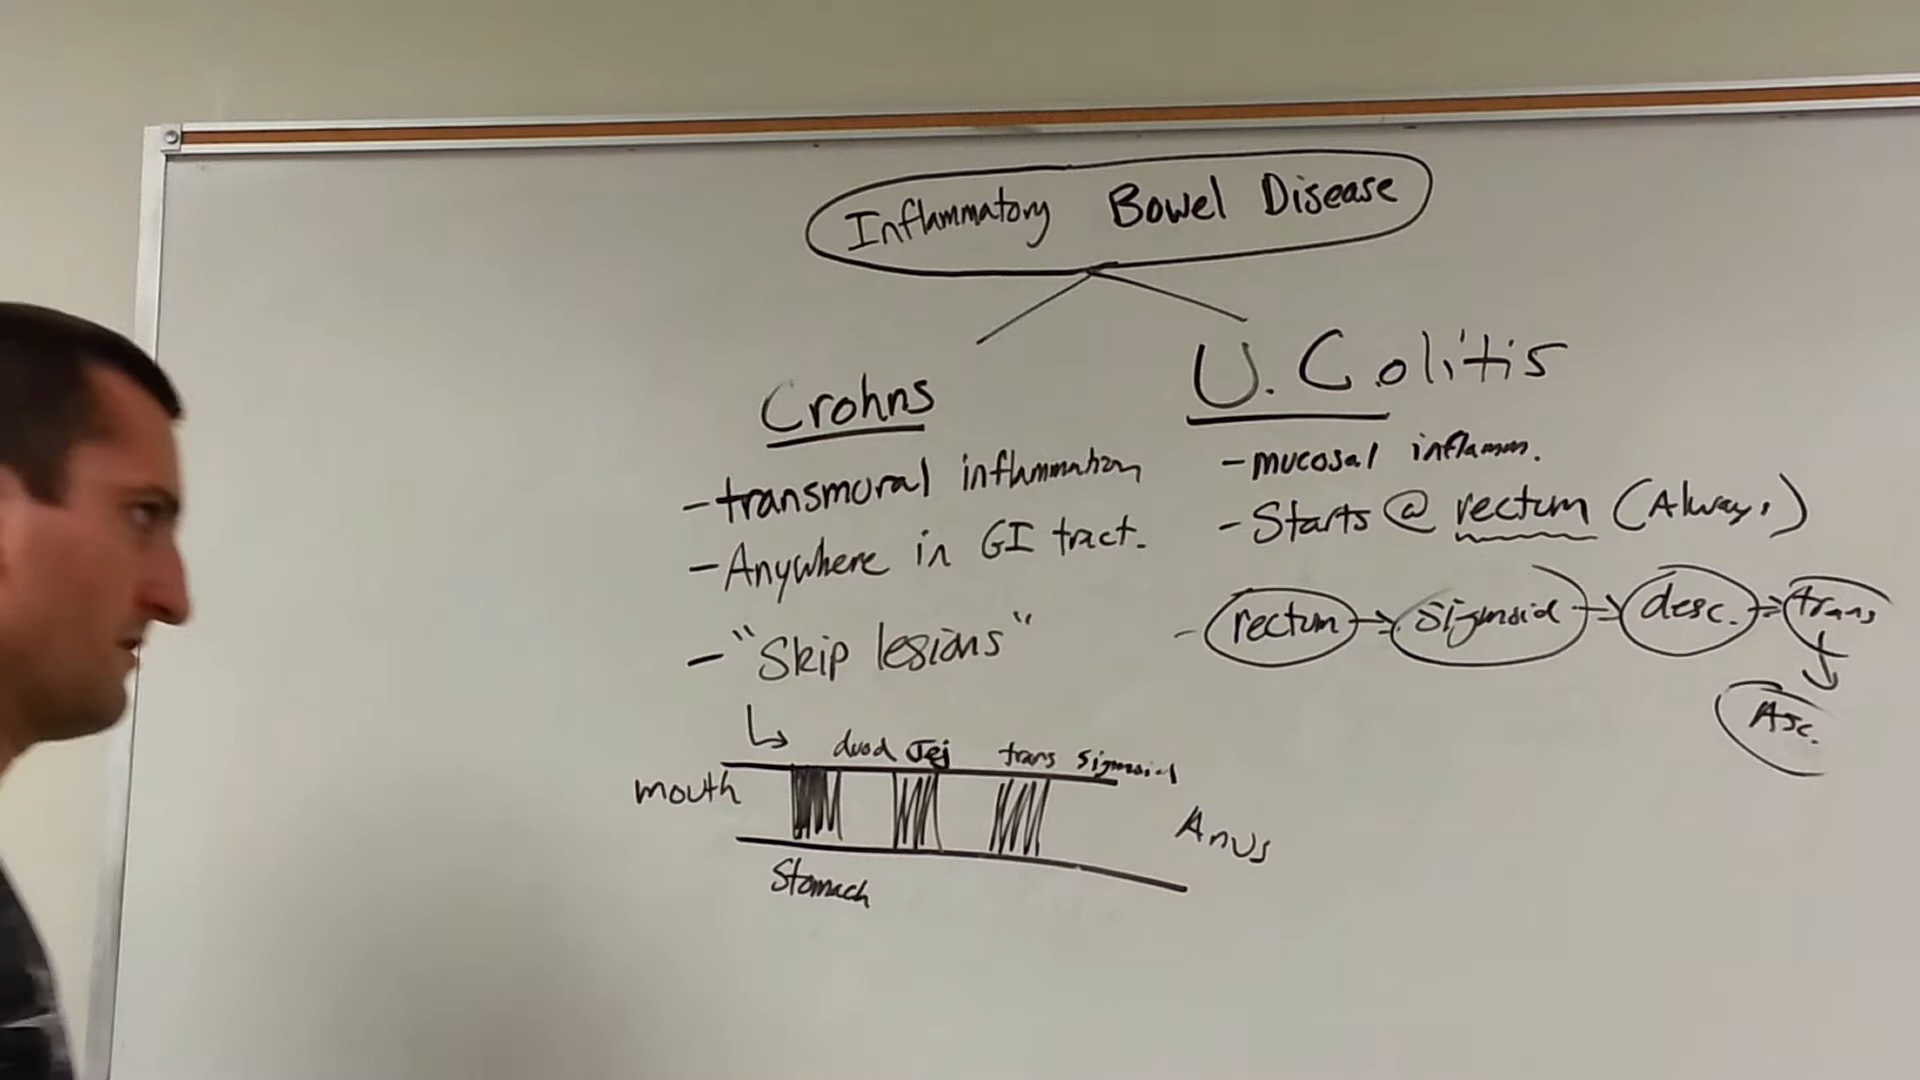 Inflammatory Bowel Disease
Crohns
- transmural inflammation
- Anywhere in GI tract.
- "Skip lesions"
duod Jej trans Sigmoid
mouth
Anus
Stomach
U. Colitis
- mucosal inflamm.
- Starts @ rectum (Always)
- rectum → Sigmoid → desc. → trans
Asc.